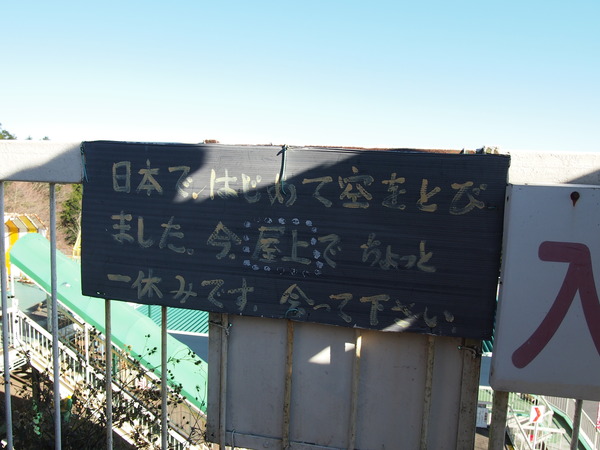 日本で、はじめて空をとび
ました。今、屋上で ちょっと
一休みです。会って下さい。
入